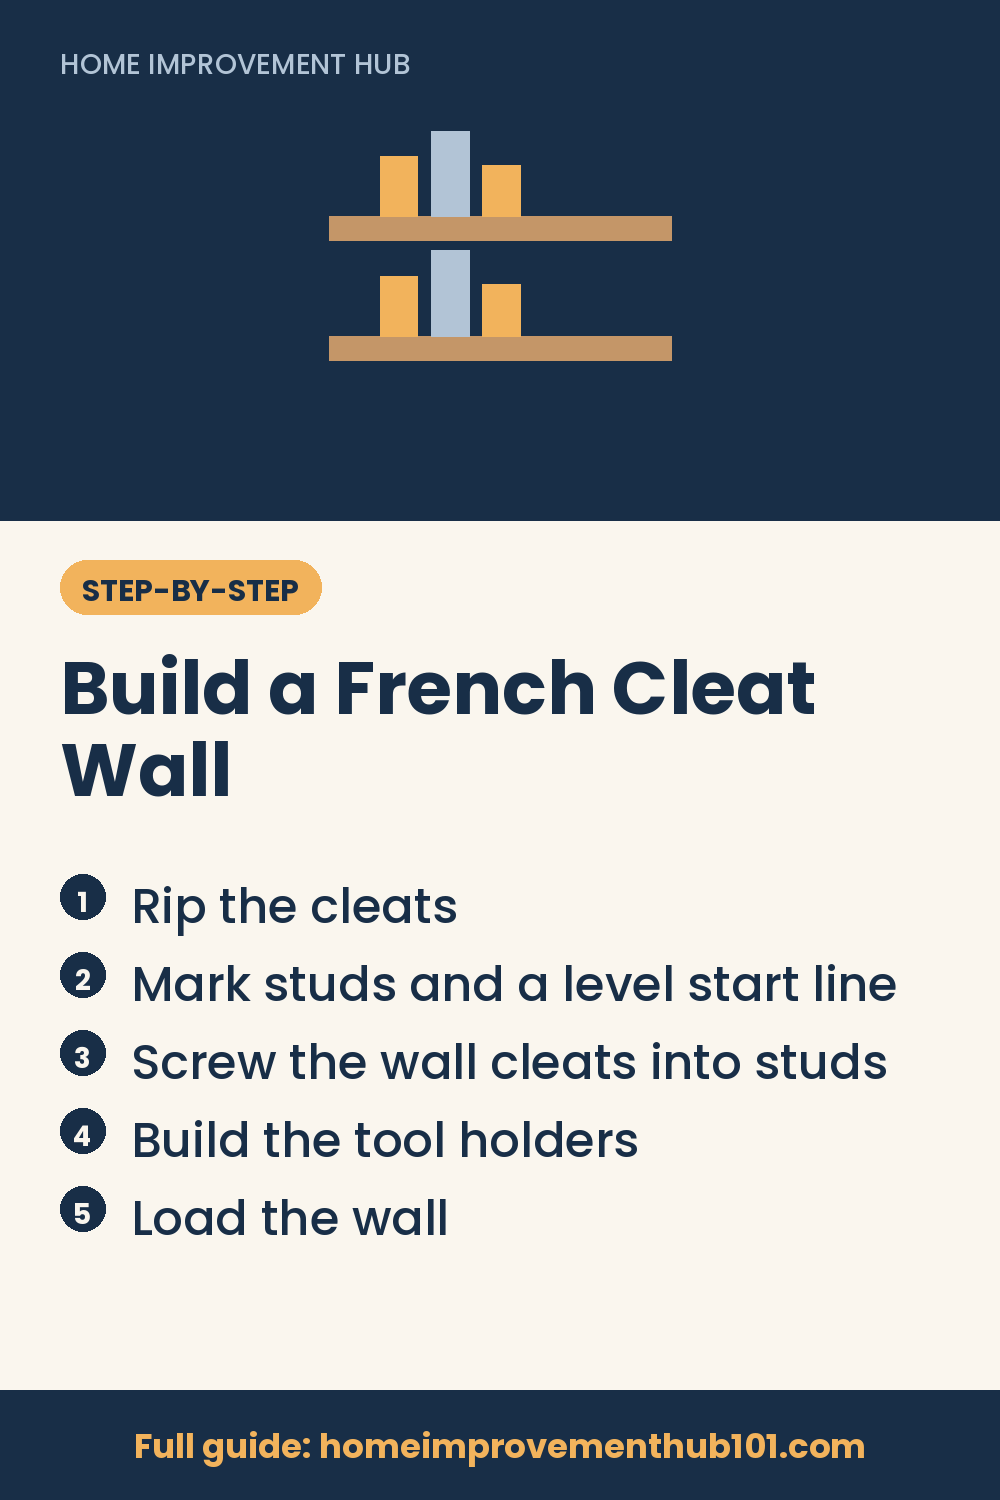 HOME IMPROVEMENT HUB
STEP-BY-STEP
Build a French Cleat
Wall
1 Rip the cleats
2 Mark studs and a level start line
3 Screw the wall cleats into studs
4 Build the tool holders
5 Load the wall
Full guide: homeimprovementhub101.com